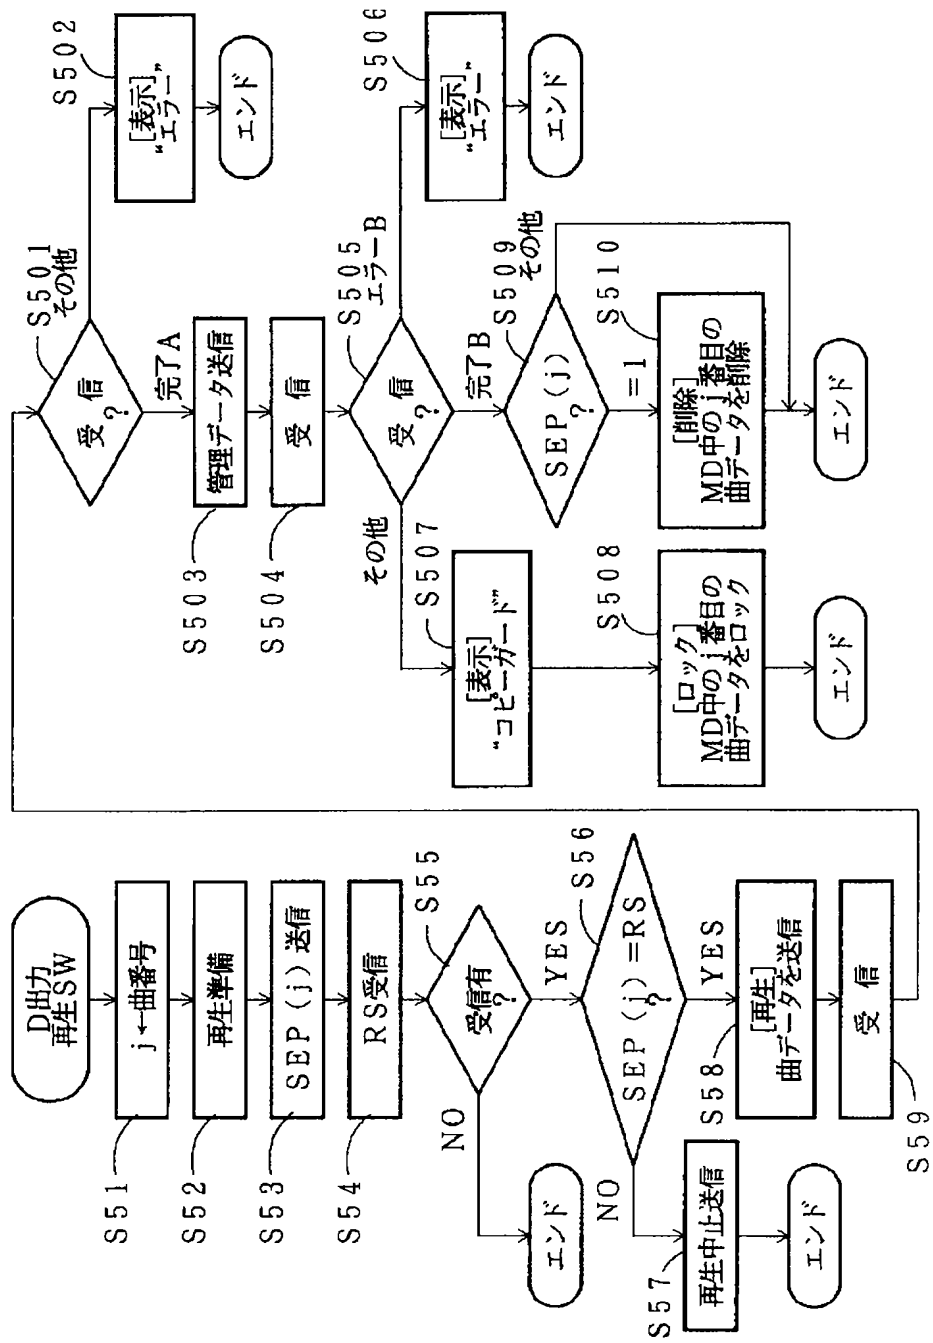 D出力
再生SW
S51
j←曲番号
S52
再生準備
S53
SEP(j)送信
S54
RS受信
S55
受信有
?
NO
エンド
YES
S56
SEP(j)=RS
?
NO
S57
再生中止送信
エンド
YES
S58
[再生]
曲データを送信
S59
受信
S501
受信
?
その他
S502
[表示]
“エラー”
エンド
完了A
S503
管理データ送信
S504
受信
S505
受信
?
エラーB
S506
[表示]
“エラー”
エンド
その他
S507
[表示]
“コピーガード”
S508
[ロック]
MD中のj番目の
曲データをロック
エンド
完了B
S509
SEP(j)
?
その他
=1
S510
[削除]
MD中のj番目の
曲データを削除
エンド